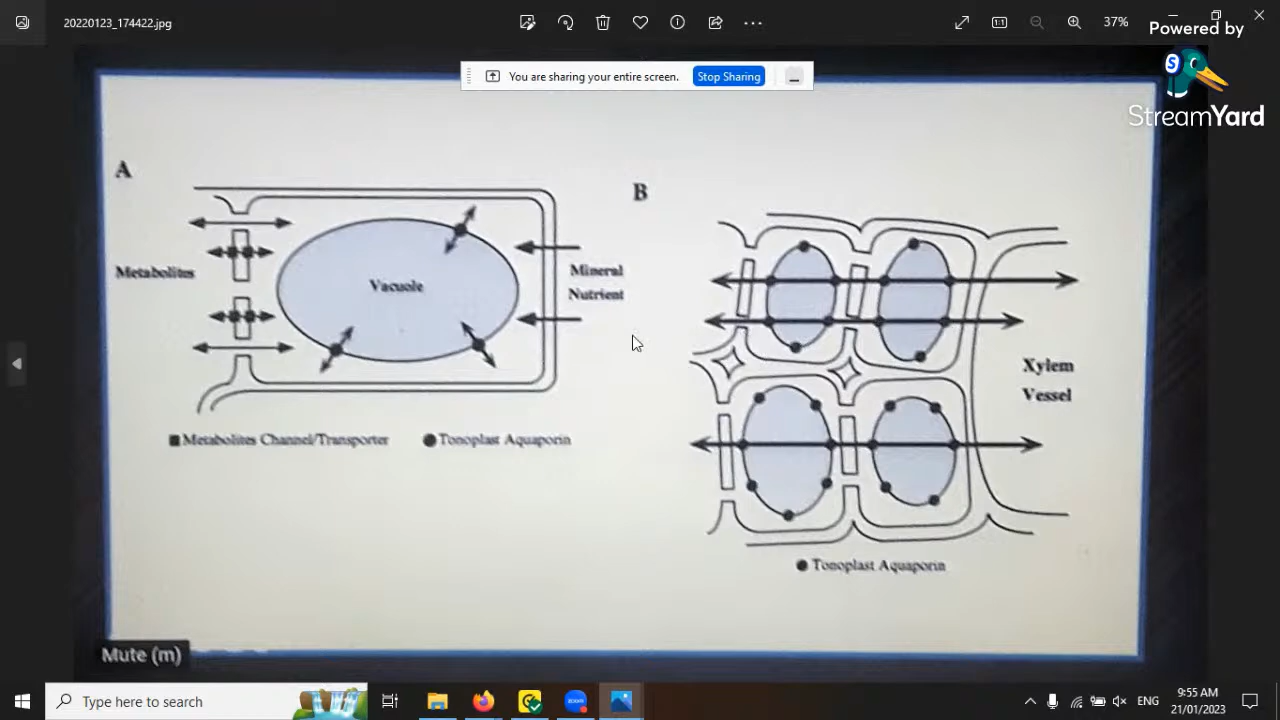 20220123_174422.jpg
37%
Powered by
StreamYard
You are sharing your entire screen.
Stop Sharing
A
B
Metabolites
Vacuole
Mineral
Nutrient
Xylem
Vessel
Metabolites Channel/Transporter
Tonoplast Aquaporin
Tonoplast Aquaporin
Mute (m)
Type here to search
zoom
ENG
9:55 AM
21/01/2023